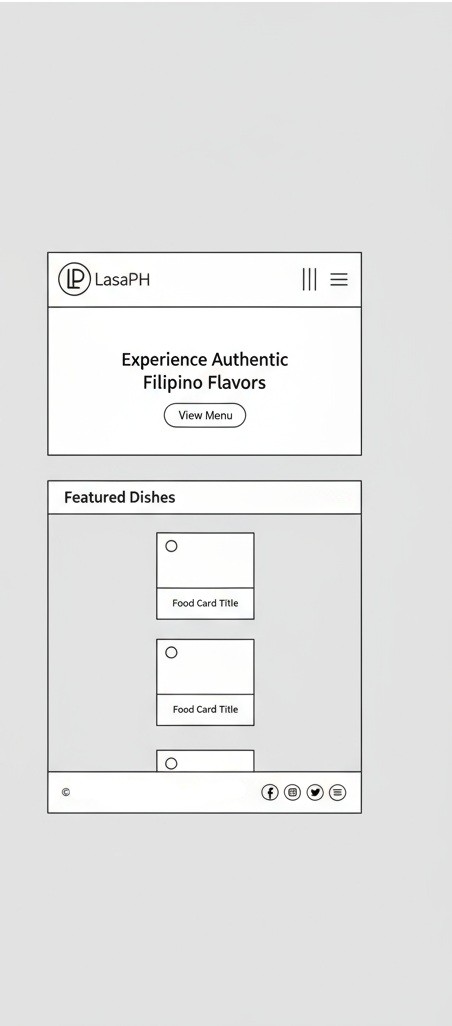 LP LasaPH
Experience Authentic
Filipino Flavors
View Menu
Featured Dishes
Food Card Title
Food Card Title
©